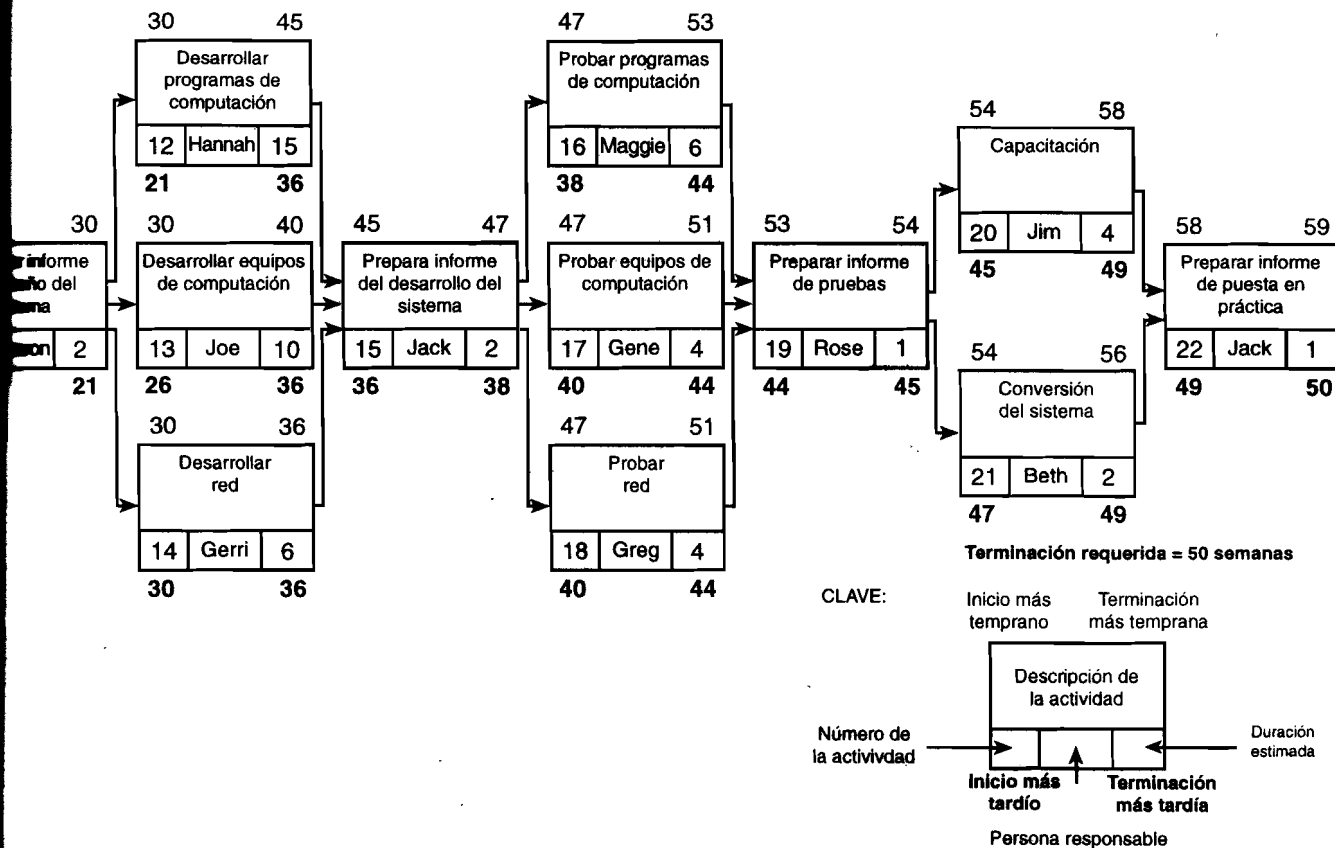 30
informe
del
2
21
30 45
Desarrollar
programas de
computación
12 Hannah 15
21 36
30 40
Desarrollar equipos
de computación
13 Joe 10
26 36
30 36
Desarrollar
red
14 Gerri 6
30 36
45 47
Prepara informe
del desarrollo del
sistema
15 Jack 2
36 38
47 53
Probar programas
de computación
16 Maggie 6
38 44
47 51
Probar equipos de
computación
17 Gene 4
40 44
47 51
Probar
red
18 Greg 4
40 44
53 54
Preparar informe
de pruebas
19 Rose 1
44 45
54 58
Capacitación
20 Jim 4
45 49
54 56
Conversión
del sistema
21 Beth 2
47 49
58 59
Preparar informe
de puesta en
práctica
22 Jack 1
49 50
Terminación requerida = 50 semanas
CLAVE:
Inicio más
temprano
Terminación
más temprana
Descripción de
la actividad
Número de
la activivdad
Duración
estimada
Inicio más
tardío
Terminación
más tardía
Persona responsable